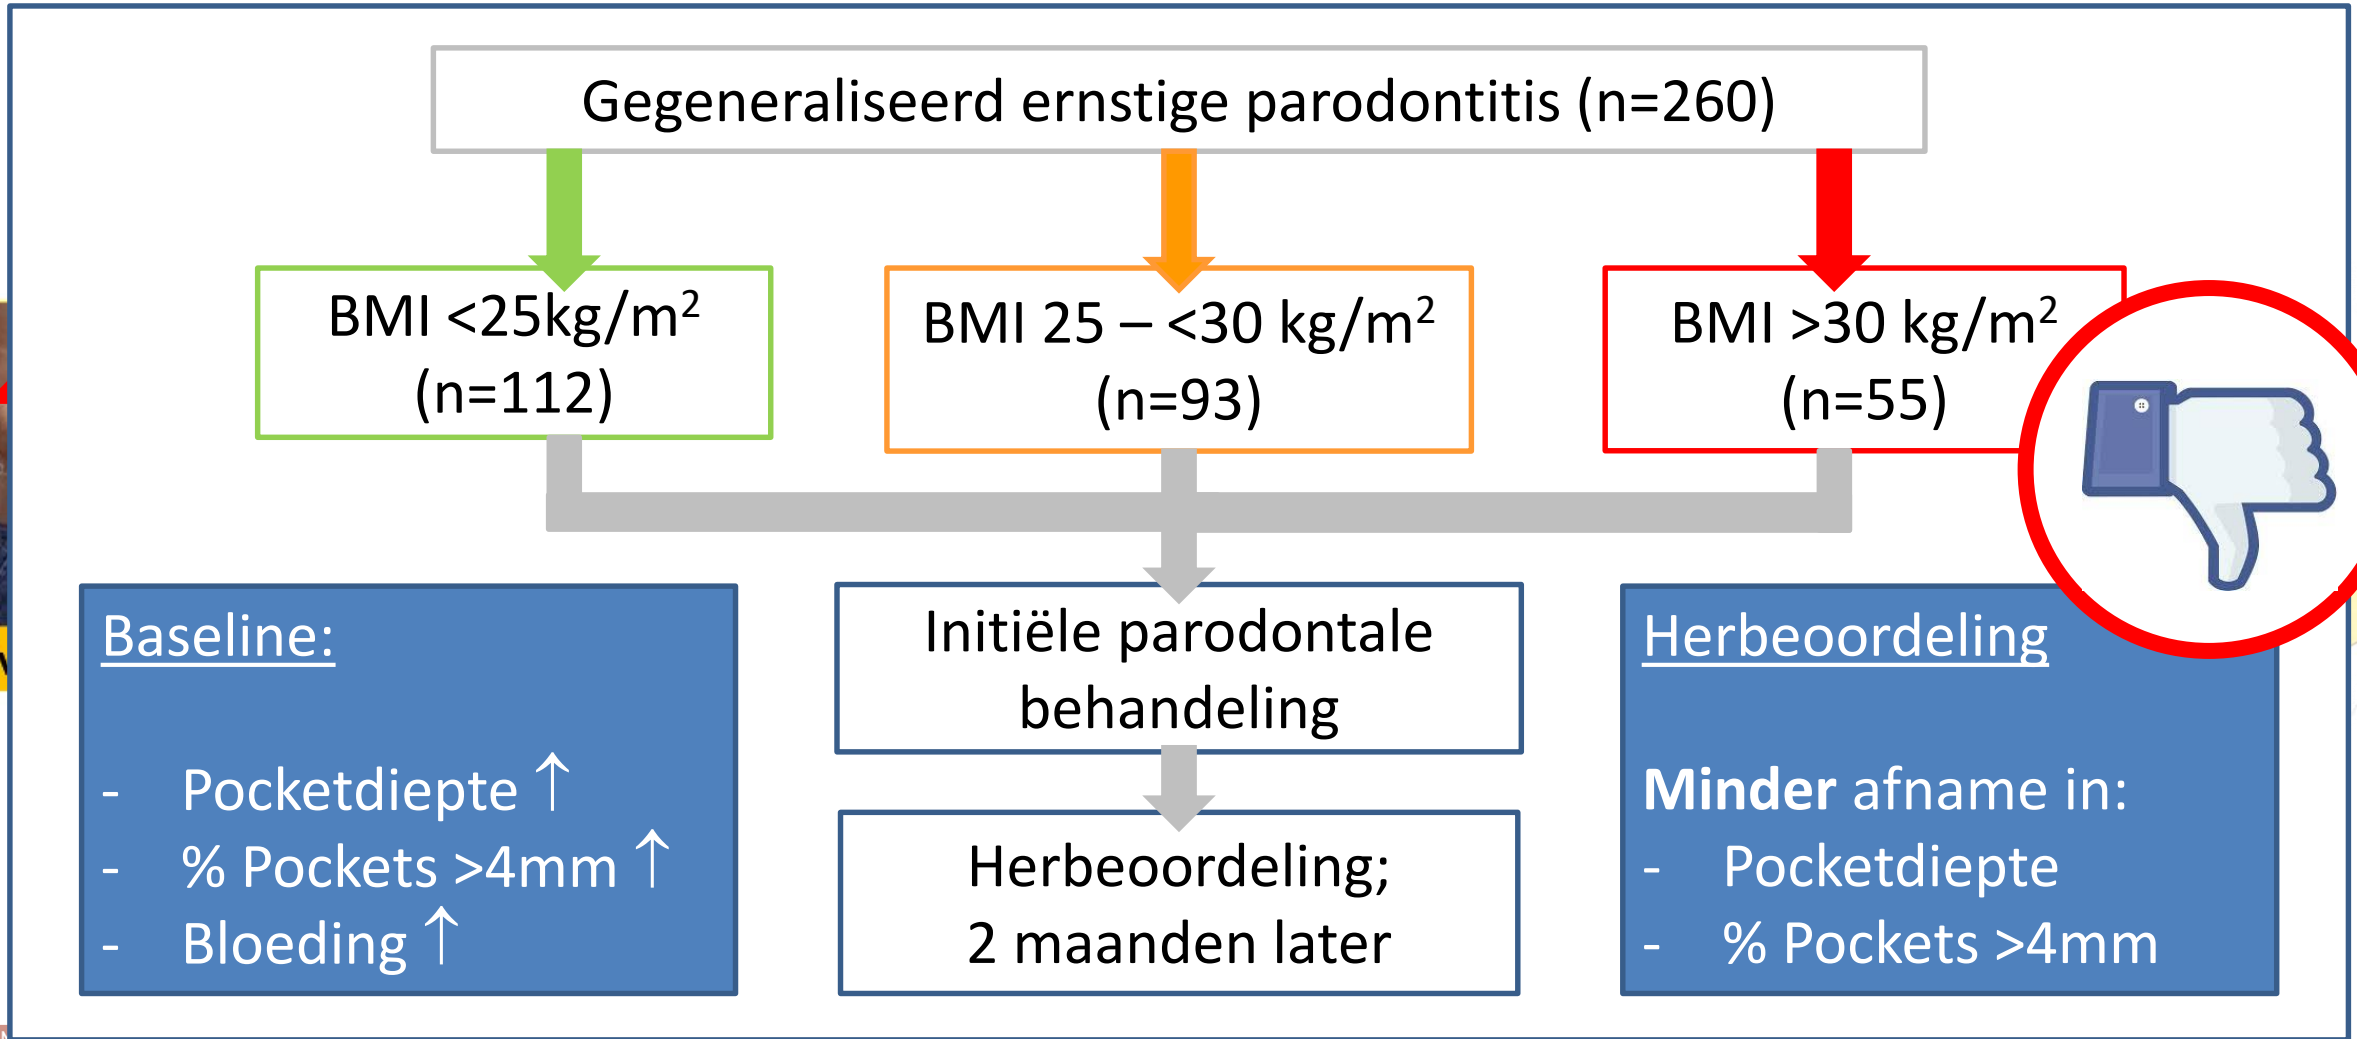 Gegeneraliseerd ernstige parodontitis (n=260)
BMI <25kg/m²
(n=112)
BMI 25 – <30 kg/m²
(n=93)
BMI >30 kg/m²
(n=55)
Baseline:
- Pocketdiepte ↑
- % Pockets >4mm ↑
- Bloeding ↑
Initiële parodontale
behandeling
Herbeoordeling;
2 maanden later
Herbeoordeling
Minder afname in:
- Pocketdiepte
- % Pockets >4mm